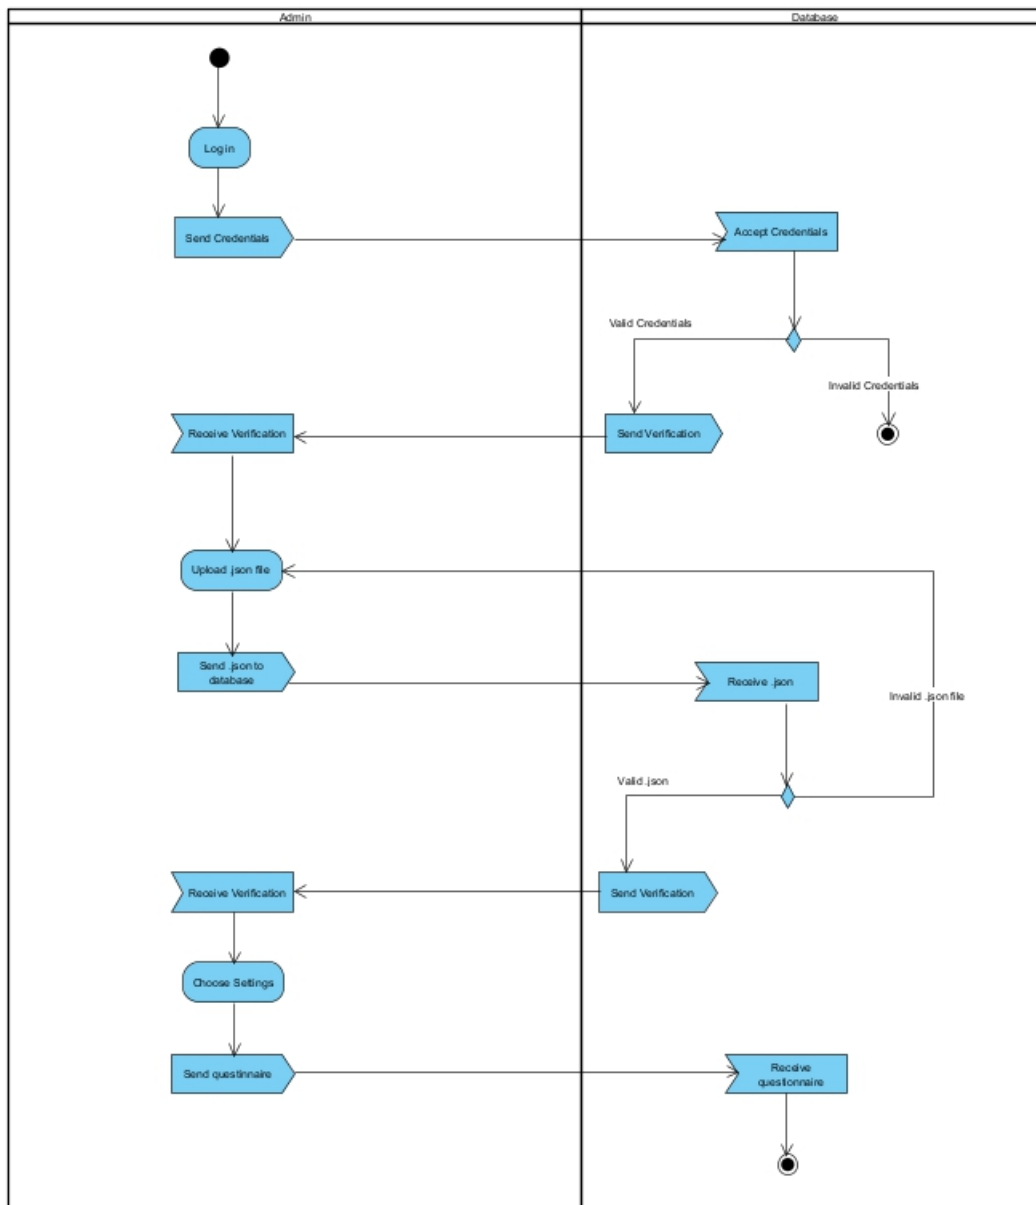 Admin
Database
Log in
Send Credentials
Accept Credentials
Valid Credentials
Invalid Credentials
Receive Verification
Send Verification
Upload .json file
Send .json to
database
Receive .json
Invalid .json file
Valid .json
Receive Verification
Send Verification
Choose Settings
Send questinnaire
Receive
questionnaire